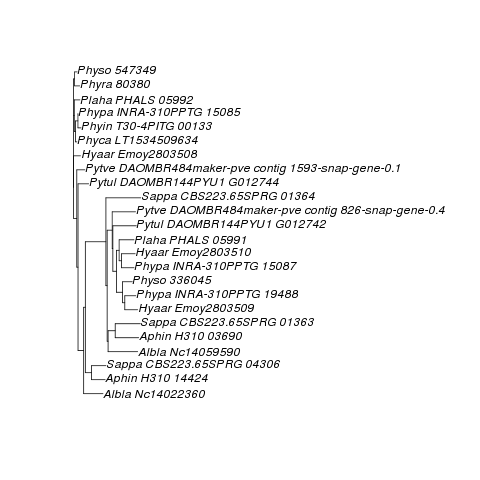 Physo 547349
Phyra 80380
Plaha PHALS 05992
Phypa INRA-310PPTG 15085
Phyin T30-4PITG 00133
Phyca LT1534509634
Hyaar Emoy2803508
Pytve DAOMBR484maker-pve contig 1593-snap-gene-0.1
Pytul DAOMBR144PYU1 G012744
Sappa CBS223.65SPRG 01364
Pytve DAOMBR484maker-pve contig 826-snap-gene-0.4
Pytul DAOMBR144PYU1 G012742
Plaha PHALS 05991
Hyaar Emoy2803510
Phypa INRA-310PPTG 15087
Physo 336045
Phypa INRA-310PPTG 19488
Hyaar Emoy2803509
Sappa CBS223.65SPRG 01363
Aphin H310 03690
Albla Nc14059590
Sappa CBS223.65SPRG 04306
Aphin H310 14424
Albla Nc14022360